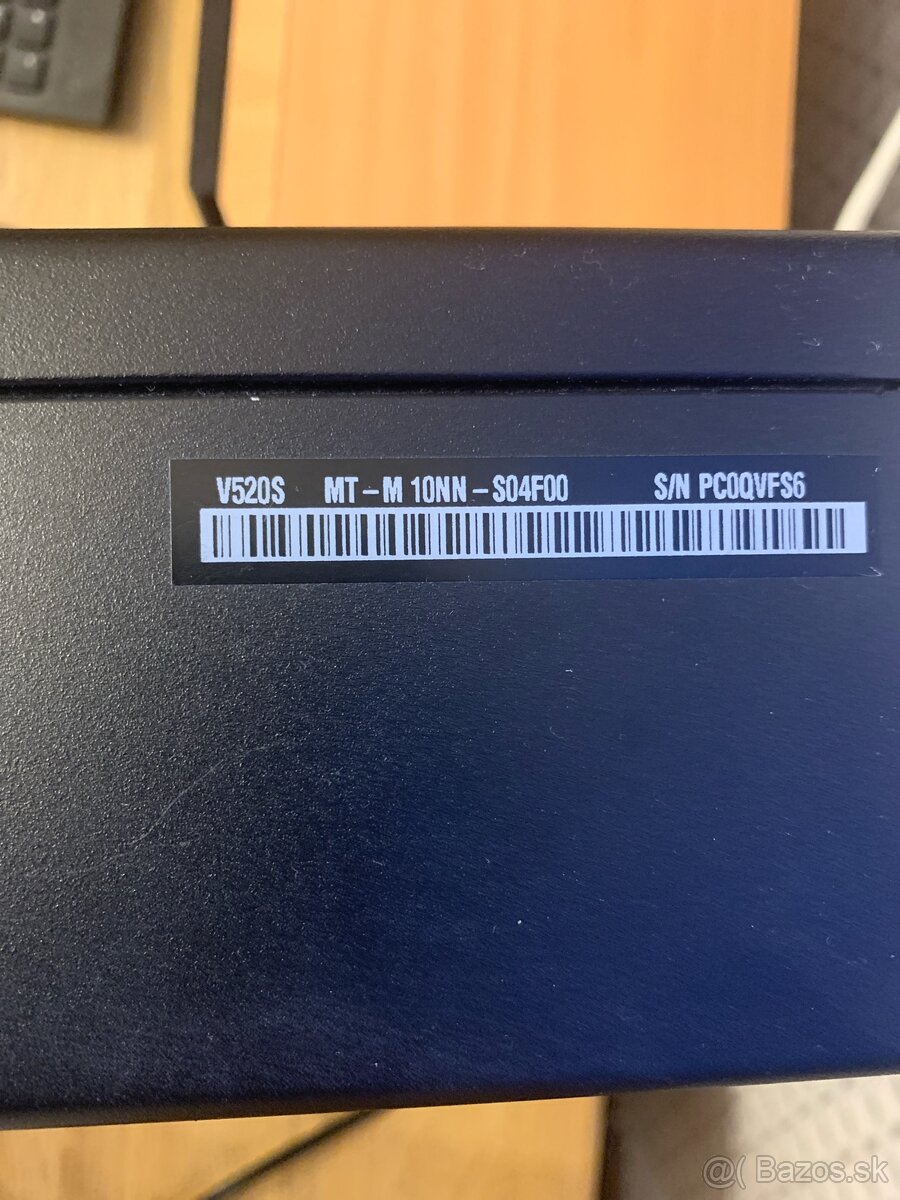 V520S MT-M 10NN-S04F00 S/N PC0QVFS6
@( Bazos.sk